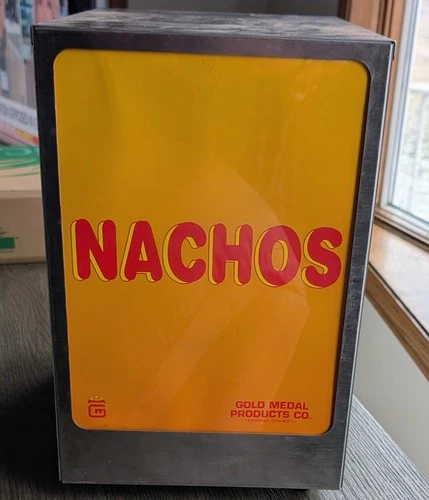 NACHOS
GOLD MEDAL
PRODUCTS CO.